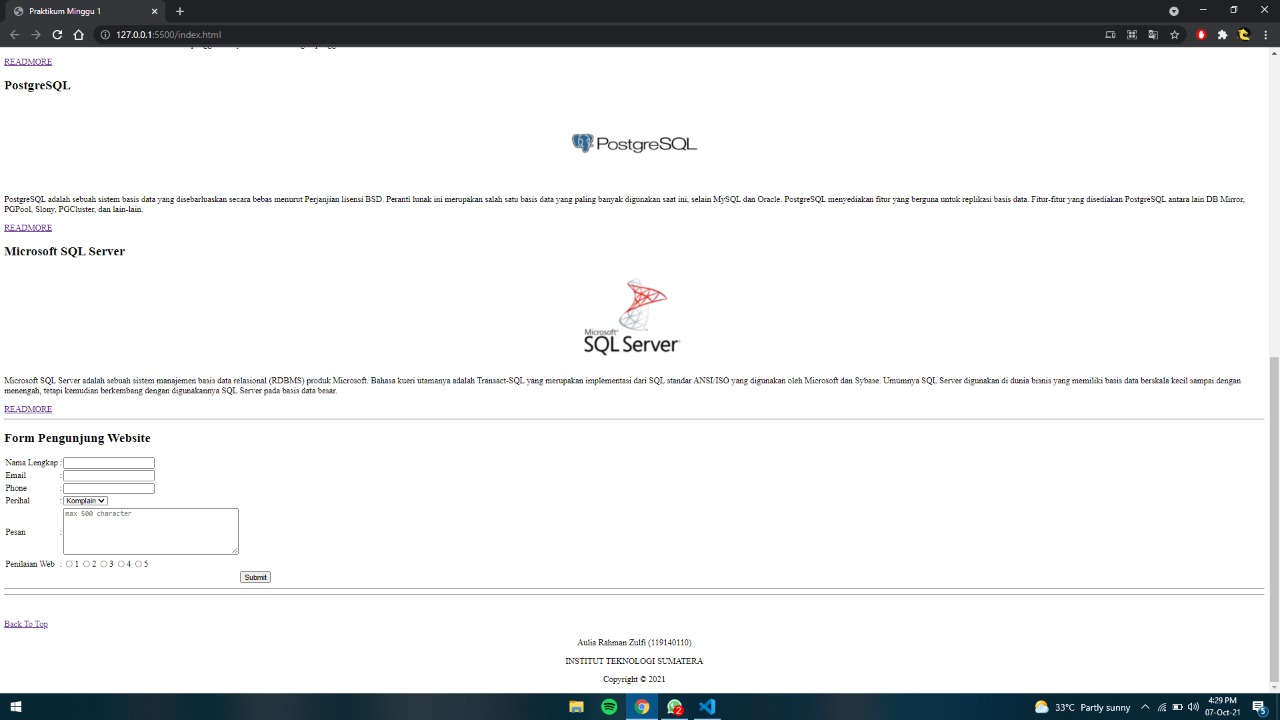 Praktikum Minggu 1
127.0.0.1:5500/index.html
READMORE
PostgreSQL
PostgreSQL
PostgreSQL adalah sebuah sistem basis data yang disebarluaskan secara bebas menurut Perjanjian lisensi BSD. Peranti lunak ini merupakan salah satu basis data yang paling banyak digunakan saat ini, selain MySQL dan Oracle. PostgreSQL menyediakan fitur yang berguna untuk replikasi basis data. Fitur-fitur yang disediakan PostgreSQL antara lain DB Mirror,
PGPool, Slony, PGCluster, dan lain-lain.
READMORE
Microsoft SQL Server
Microsoft
SQL Server
Microsoft SQL Server adalah sebuah sistem manajemen basis data relasional (RDBMS) produk Microsoft. Bahasa kueri utamanya adalah Transact-SQL yang merupakan implementasi dari SQL standar ANSI/ISO yang digunakan oleh Microsoft dan Sybase. Umumnya SQL Server digunakan di dunia bisnis yang memiliki basis data berskala kecil sampai dengan
menengah, tetapi kemudian berkembang dengan digunakannya SQL Server pada basis data besar.
READMORE
Form Pengunjung Website
Nama Lengkap :
Email :
Phone :
Perihal : Komplain
max 500 character
Pesan :
Penilaian Web : 1 2 3 4 5
Submit
Back To Top
Aulia Rahman Zulfi (119140110)
INSTITUT TEKNOLOGI SUMATERA
Copyright © 2021
2
33°C Partly sunny
4:29 PM
07-Oct-21
5